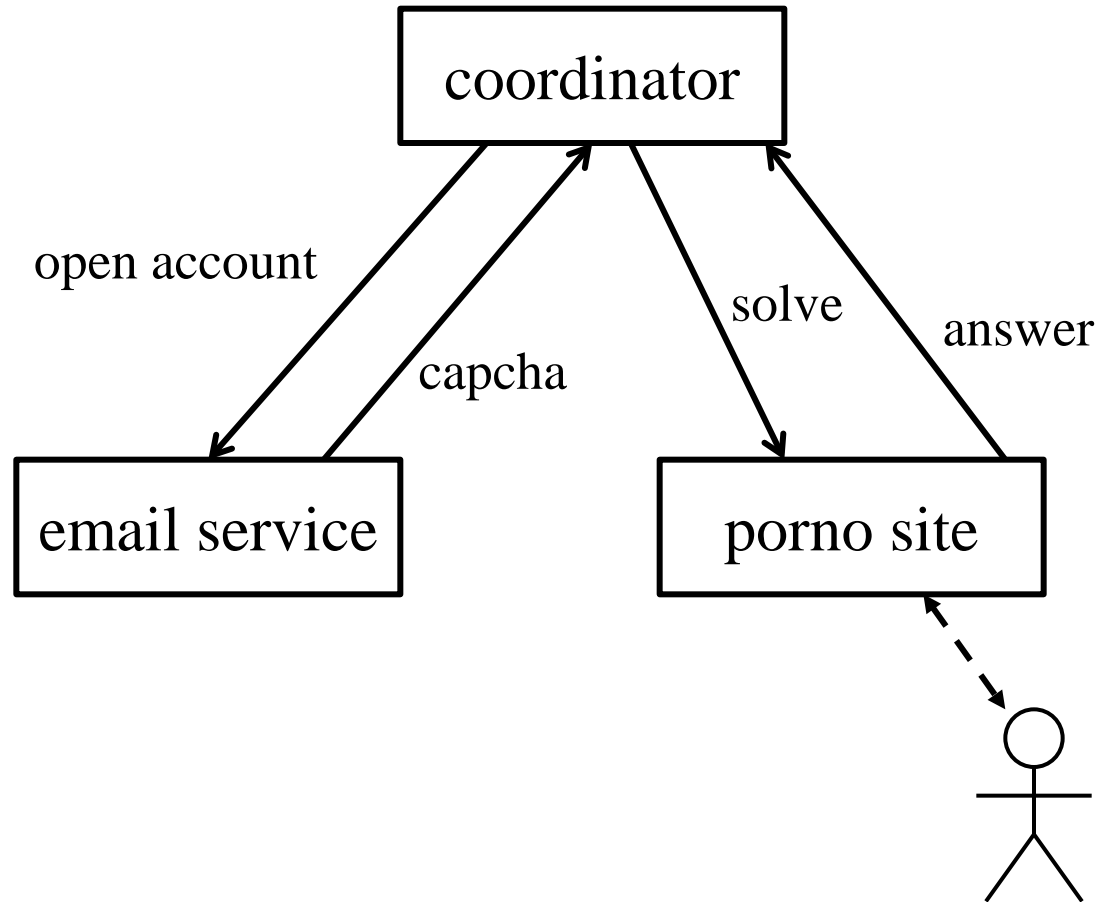 coordinator
open account
solve
answer
capcha
email service
porno site